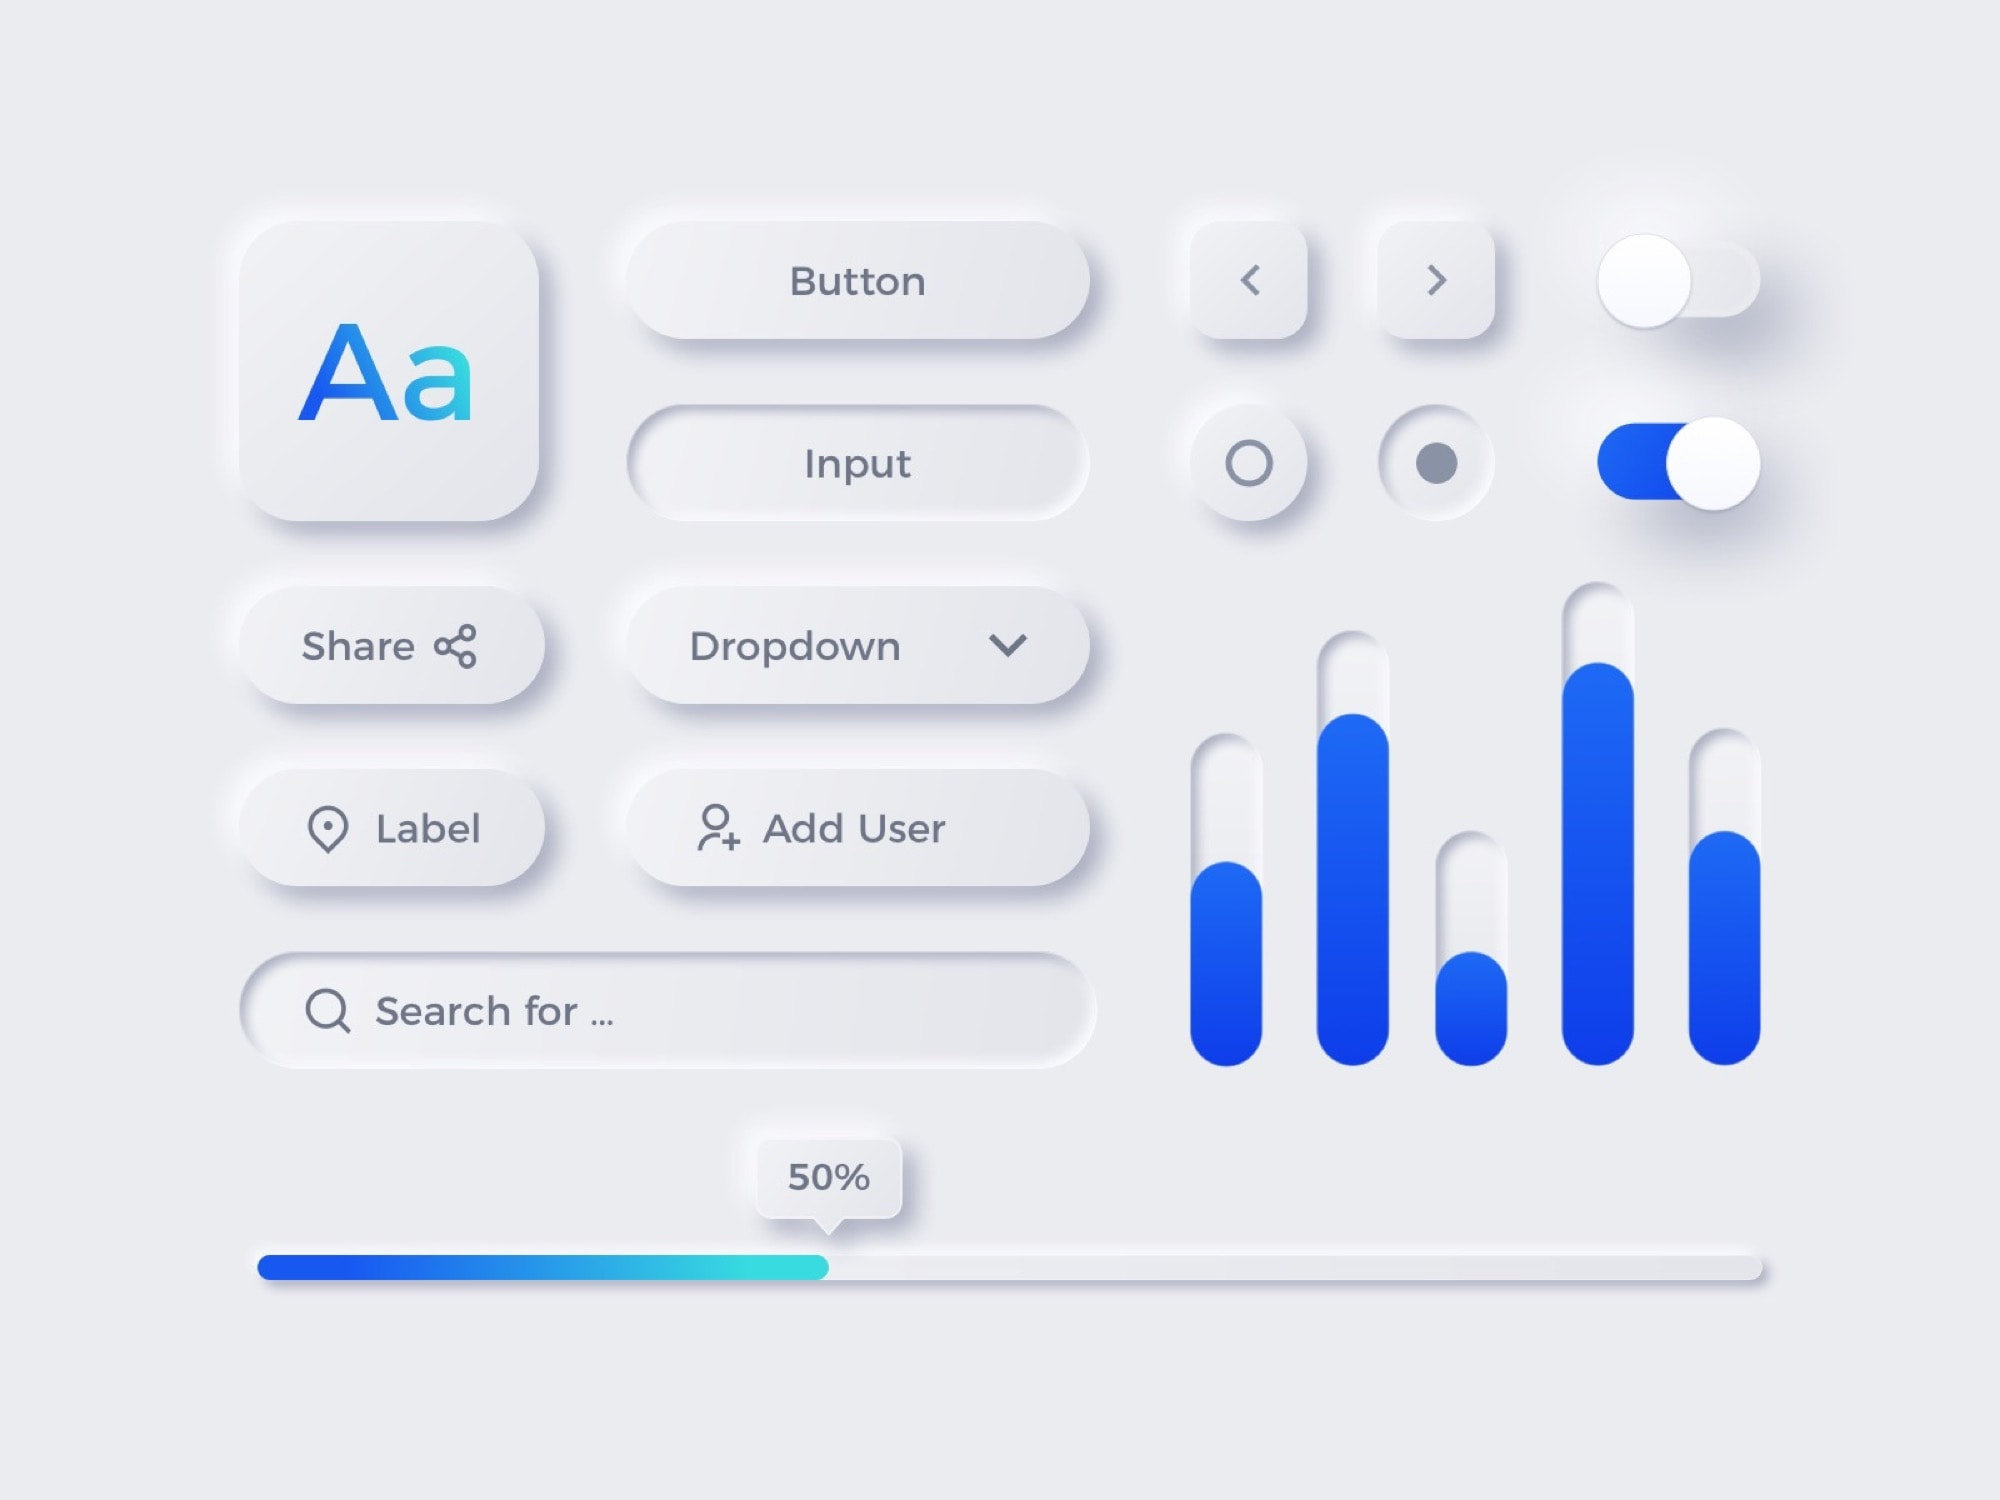 Aa
Button
Input
Share
Dropdown
Label
Add User
Search for ...
50%